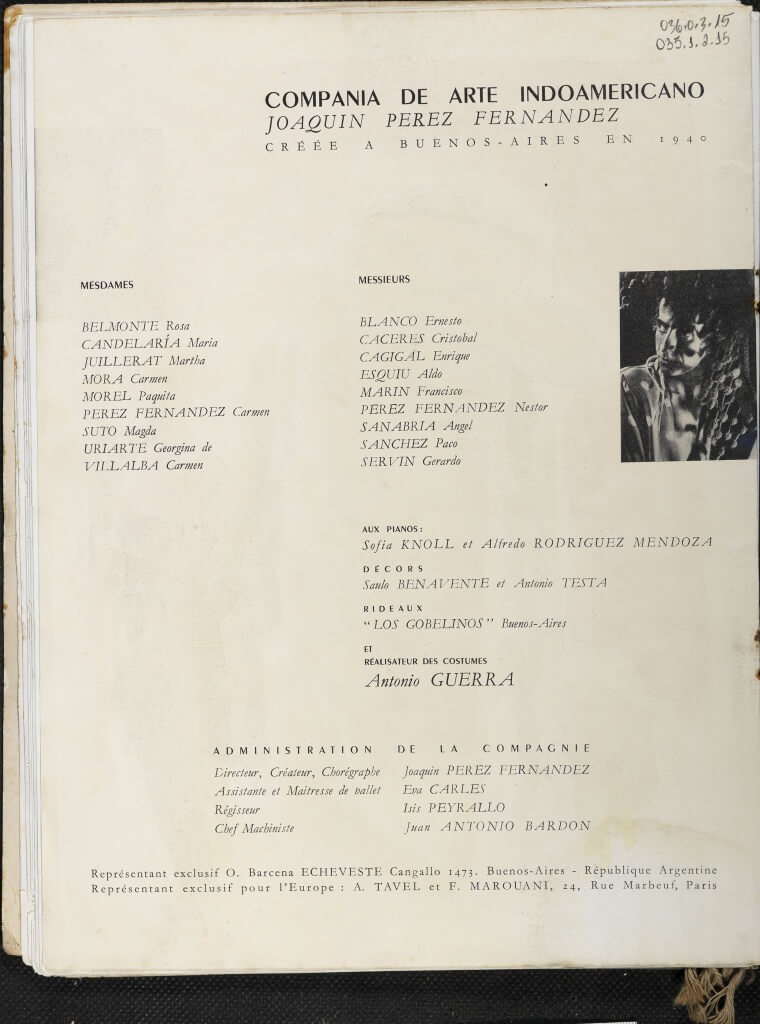 036.0.3.15
035.1.2.15
COMPANIA DE ARTE INDOAMERICANO
JOAQUIN PEREZ FERNANDEZ
CRÉÉE A BUENOS-AIRES EN 1940
MESDAMES
BELMONTE Rosa
CANDELARÍA Maria
JUILLERAT Martha
MORA Carmen
MOREL Paquita
PEREZ FERNANDEZ Carmen
SUTO Magda
URIARTE Georgina de
VILLALBA Carmen
MESSIEURS
BLANCO Ernesto
CACERES Cristobal
CAGIGAL Enrique
ESQUIU Aldo
MARIN Francisco
PEREZ FERNANDEZ Nestor
SANABRIA Angel
SANCHEZ Paco
SERVIN Gerardo
AUX PIANOS :
Sofia KNOLL et Alfredo RODRIGUEZ MENDOZA
DÉCORS
Saulo BENAVENTE et Antonio TESTA
RIDEAUX
“LOS GOBELINOS” Buenos-Aires
ET
RÉALISATEUR DES COSTUMES
Antonio GUERRA
ADMINISTRATION DE LA COMPAGNIE
Directeur, Créateur, Chorégraphe Joaquin PEREZ FERNANDEZ
Assistante et Maitresse de ballet Eva CARLES
Régisseur Isis PEYRALLO
Chef Machiniste Juan ANTONIO BARDON
Représentant exclusif O. Barcena ECHEVESTE Cangallo 1473. Buenos-Aires - République Argentine
Représentant exclusif pour l'Europe : A. TAVEL et F. MAROUANI, 24, Rue Marbeuf, Paris